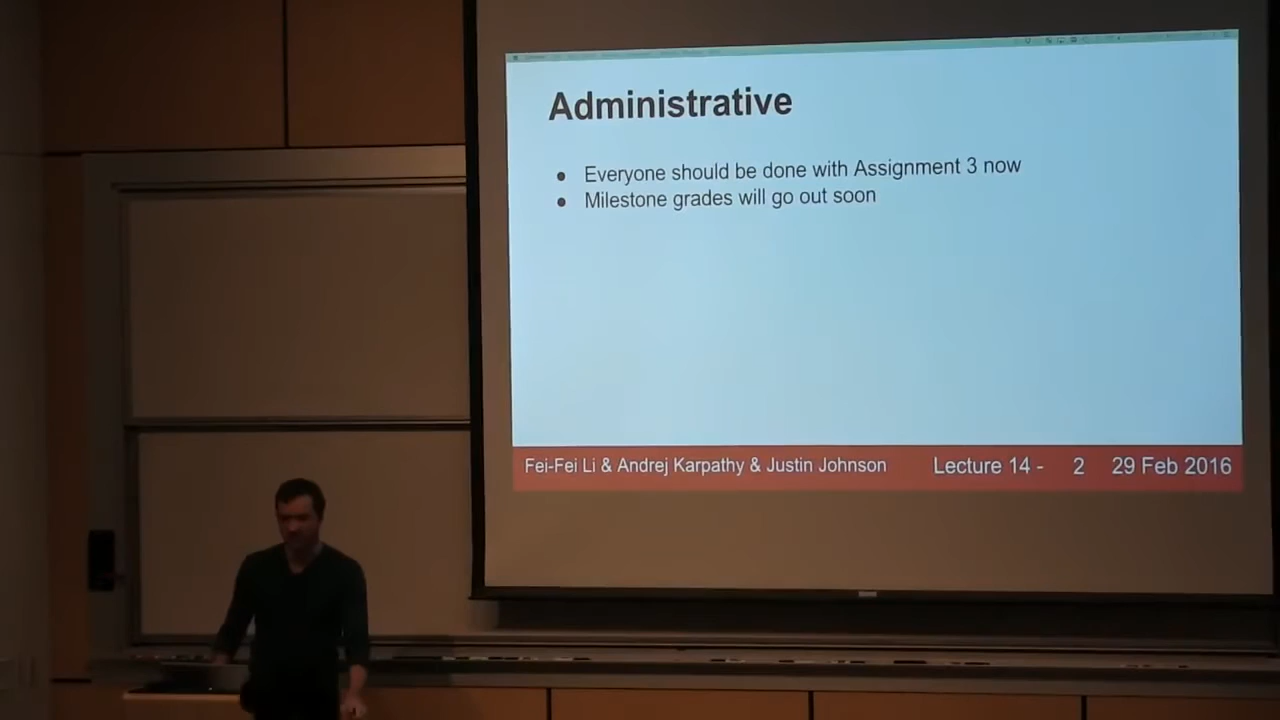 Administrative
● Everyone should be done with Assignment 3 now
● Milestone grades will go out soon
Fei-Fei Li & Andrej Karpathy & Justin Johnson Lecture 14 - 2 29 Feb 2016